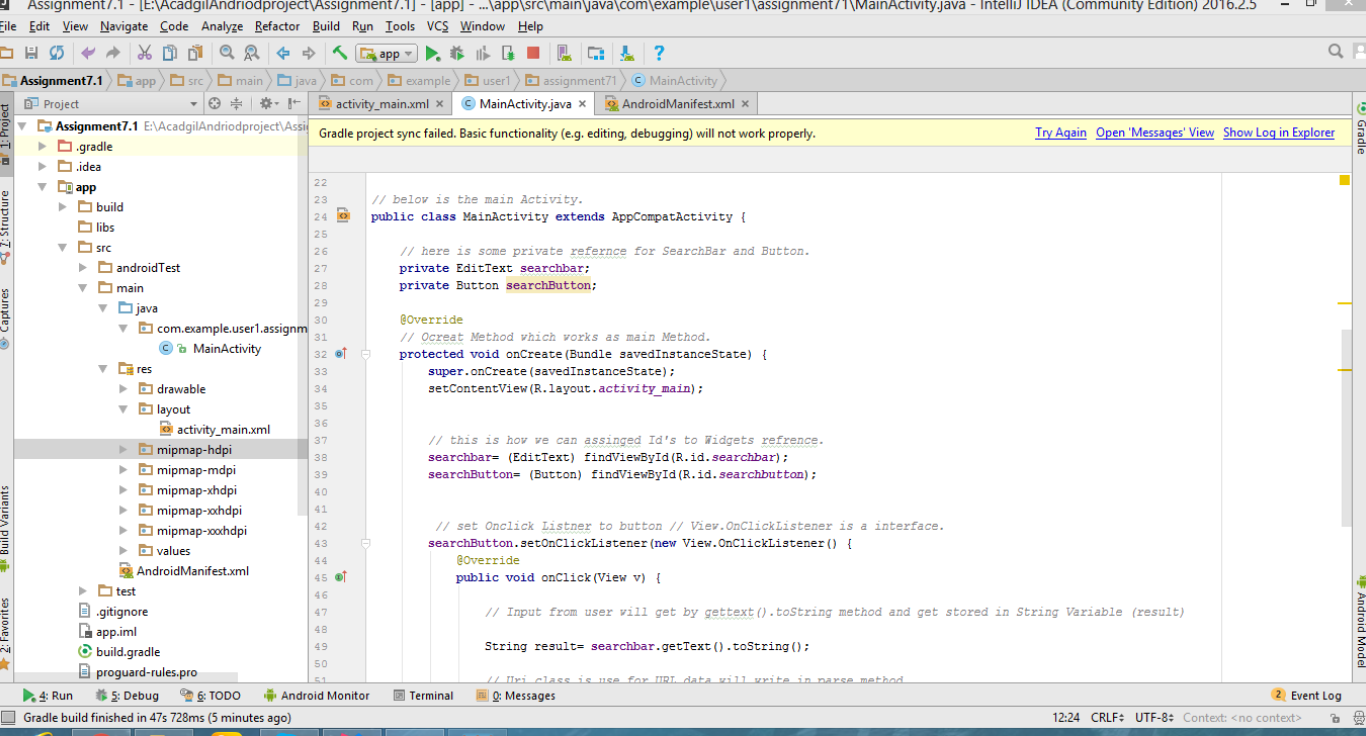 Assignment7.1 - [E:\AcadgilAndriodproject\Assignment7.1] - [app] - ...\app\src\main\java\com\example\user1\assignment71\MainActivity.java - IntelliJ IDEA (Community Edition) 2016.2.5
File Edit View Navigate Code Analyze Refactor Build Run Tools VCS Window Help
app
Assignment7.1 app src main java com example user1 assignment71 MainActivity
Project
activity_main.xml MainActivity.java AndroidManifest.xml
Gradle project sync failed. Basic functionality (e.g. editing, debugging) will not work properly. Try Again Open 'Messages' View Show Log in Explorer
1: Project
7: Structure
Captures
Build Variants
2: Favorites
Assignment7.1 E:\AcadgilAndriodproject\Assi
.gradle
.idea
app
build
libs
src
androidTest
main
java
com.example.user1.assignm
MainActivity
res
drawable
layout
activity_main.xml
mipmap-hdpi
mipmap-mdpi
mipmap-xhdpi
mipmap-xxhdpi
mipmap-xxxhdpi
values
AndroidManifest.xml
test
.gitignore
app.iml
build.gradle
proguard-rules.pro
22
23 // below is the main Activity.
24 public class MainActivity extends AppCompatActivity {
25
26 // here is some private refernce for SearchBar and Button.
27 private EditText searchbar;
28 private Button searchButton;
29
30 @Override
31 // Ocreat Method which works as main Method.
32 protected void onCreate(Bundle savedInstanceState) {
33 super.onCreate(savedInstanceState);
34 setContentView(R.layout.activity_main);
35
36
37 // this is how we can assinged Id's to Widgets refrence.
38 searchbar= (EditText) findViewById(R.id.searchbar);
39 searchButton= (Button) findViewById(R.id.searchbutton);
40
41
42 // set Onclick Listner to button // View.OnClickListener is a interface.
43 searchButton.setOnClickListener(new View.OnClickListener() {
44 @Override
45 public void onClick(View v) {
46
47 // Input from user will get by gettext().toString method and get stored in String Variable (result)
48
49 String result= searchbar.getText().toString();
50
51 // Uri class is use for URL data will write in parse method
Gradle
Android Model
4: Run 5: Debug 6: TODO Android Monitor Terminal 0: Messages 2 Event Log
Gradle build finished in 47s 728ms (5 minutes ago) 12:24 CRLF UTF-8 Context: <no context>